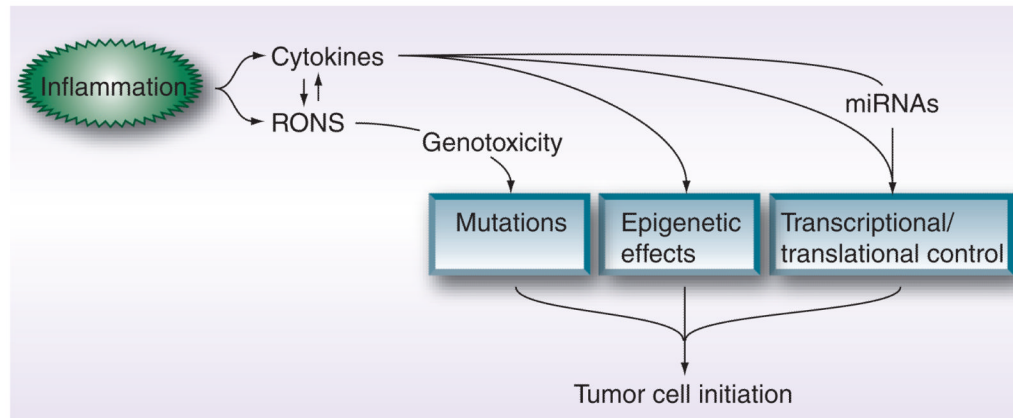 Inflammation
Cytokines
RONS
miRNAs
Genotoxicity
Mutations
Epigenetic
effects
Transcriptional/
translational control
Tumor cell initiation